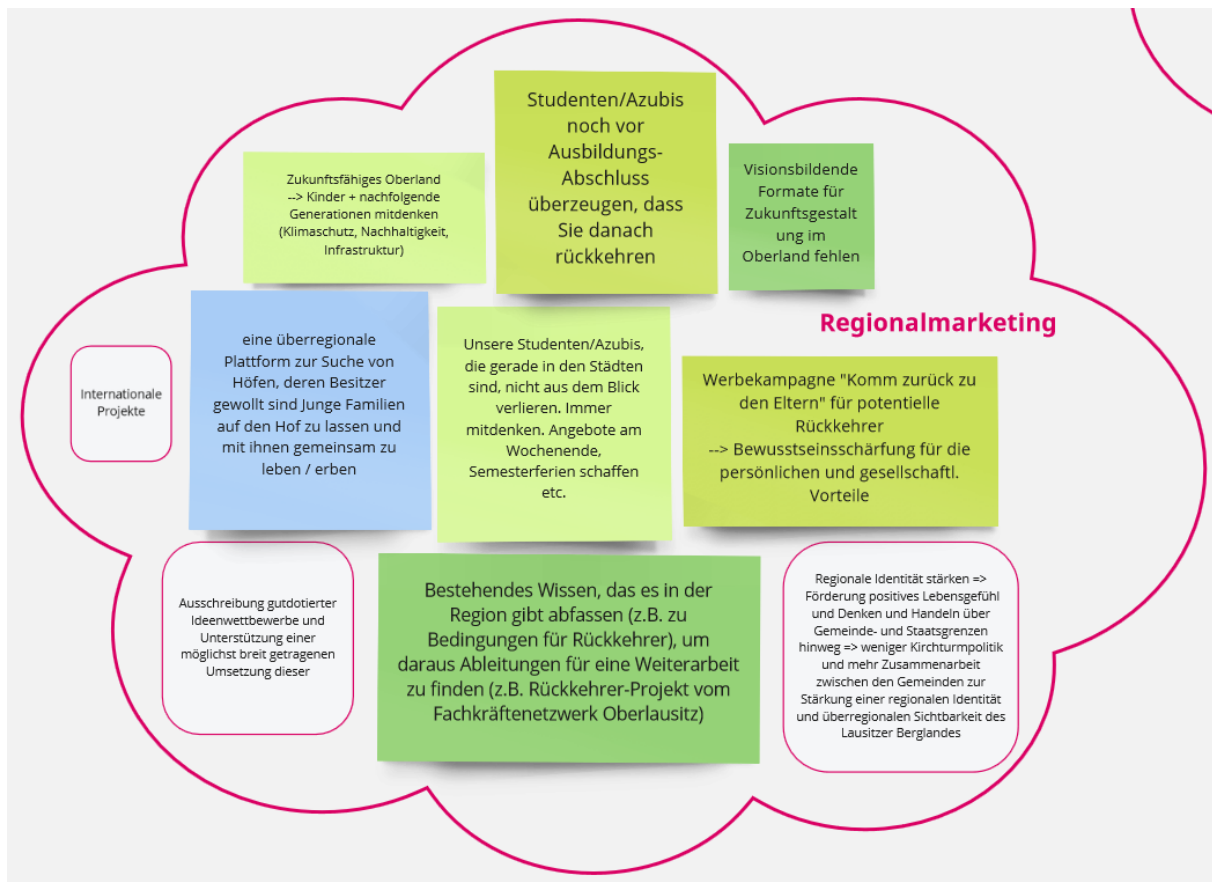 Studenten/Azubis
noch vor
Ausbildungs-
Abschluss
überzeugen, dass
Sie danach
rückkehren
Zukunftsfähiges Oberland
--> Kinder + nachfolgende
Generationen mitdenken
(Klimaschutz, Nachhaltigkeit,
Infrastruktur)
Visionsbildende
Formate für
Zukunftsgestalt
ung im
Oberland fehlen
Regionalmarketing
Internationale
Projekte
eine überregionale
Plattform zur Suche von
Höfen, deren Besitzer
gewollt sind Junge Familien
auf den Hof zu lassen und
mit ihnen gemeinsam zu
leben / erben
Unsere Studenten/Azubis,
die gerade in den Städten
sind, nicht aus dem Blick
verlieren. Immer
mitdenken. Angebote am
Wochenende,
Semesterferien schaffen
etc.
Werbekampagne "Komm zurück zu
den Eltern" für potentielle
Rückkehrer
--> Bewusstseinsschärfung für die
persönlichen und gesellschaftl.
Vorteile
Ausschreibung gutdotierter
Ideenwettbewerbe und
Unterstützung einer
möglichst breit getragenen
Umsetzung dieser
Bestehendes Wissen, das es in der
Region gibt abfassen (z.B. zu
Bedingungen für Rückkehrer), um
daraus Ableitungen für eine Weiterarbeit
zu finden (z.B. Rückkehrer-Projekt vom
Fachkräftenetzwerk Oberlausitz)
Regionale Identität stärken =>
Förderung positives Lebensgefühl
und Denken und Handeln über
Gemeinde- und Staatsgrenzen
hinweg => weniger Kirchturmpolitik
und mehr Zusammenarbeit
zwischen den Gemeinden zur
Stärkung einer regionalen Identität
und überregionalen Sichtbarkeit des
Lausitzer Berglandes